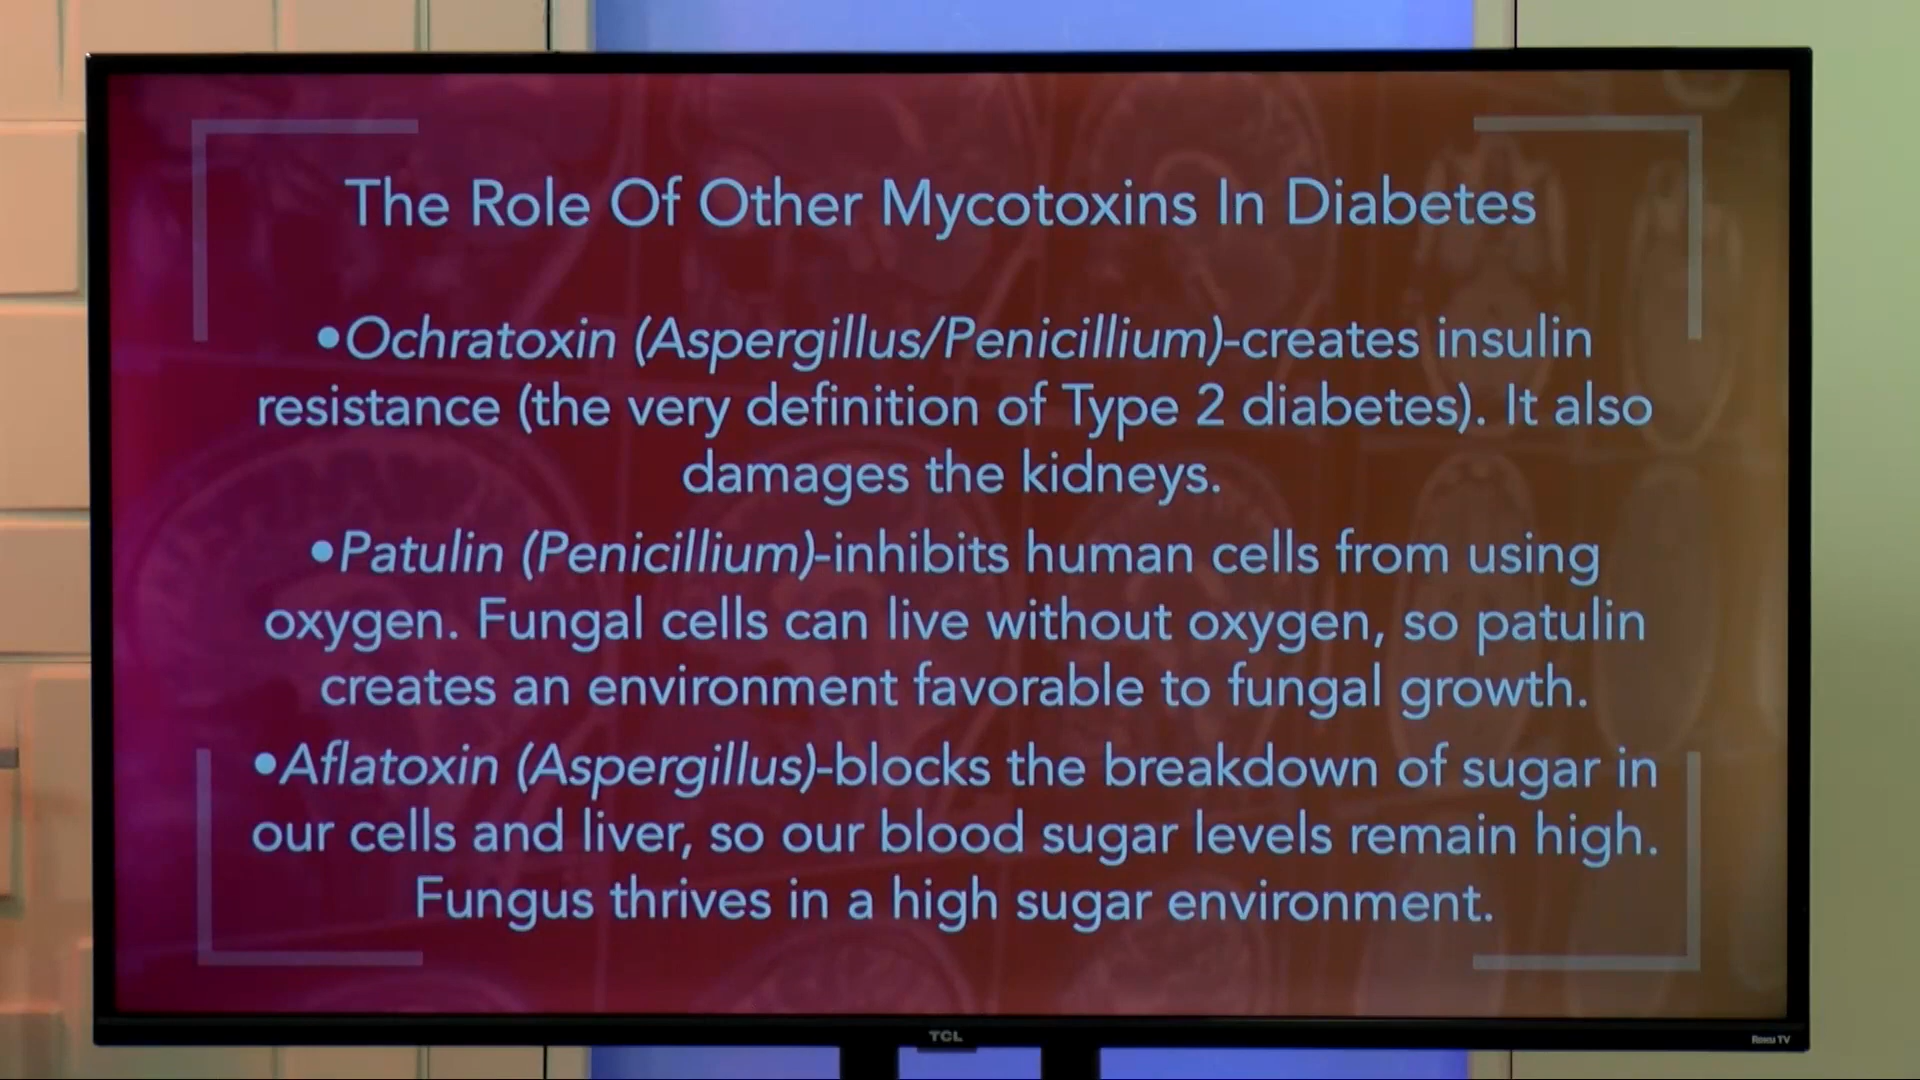 The Role Of Other Mycotoxins In Diabetes
•Ochratoxin (Aspergillus/Penicillium)-creates insulin
resistance (the very definition of Type 2 diabetes). It also
damages the kidneys.
•Patulin (Penicillium)-inhibits human cells from using
oxygen. Fungal cells can live without oxygen, so patulin
creates an environment favorable to fungal growth.
•Aflatoxin (Aspergillus)-blocks the breakdown of sugar in
our cells and liver, so our blood sugar levels remain high.
Fungus thrives in a high sugar environment.
TCL
Roku TV